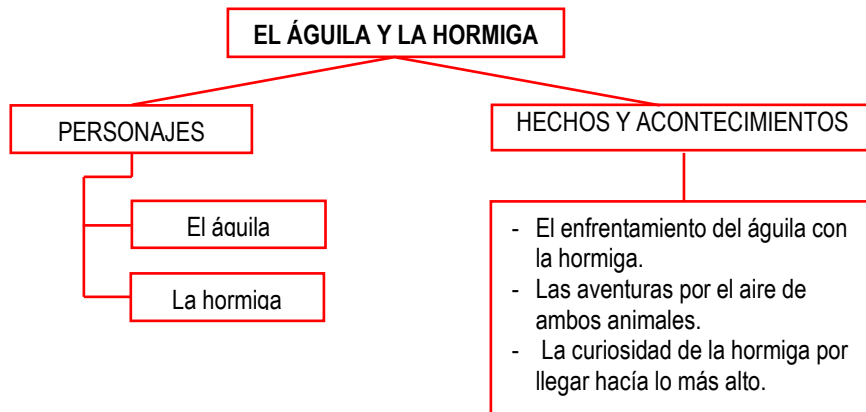 EL ÁGUILA Y LA HORMIGA
PERSONAJES
El águila
La hormiga
HECHOS Y ACONTECIMIENTOS
- El enfrentamiento del águila con
la hormiga.
- Las aventuras por el aire de
ambos animales.
- La curiosidad de la hormiga por
llegar hacía lo más alto.